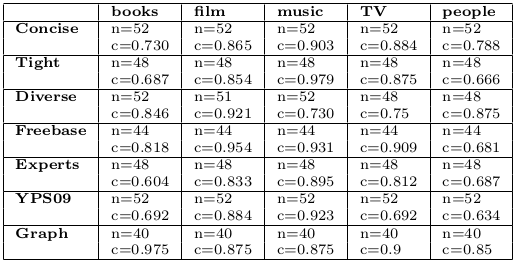 books film music TV people
Concise n=52 n=52 n=52 n=52 n=52
c=0.730 c=0.865 c=0.903 c=0.884 c=0.788
Tight n=48 n=48 n=48 n=48 n=48
c=0.687 c=0.854 c=0.979 c=0.875 c=0.666
Diverse n=52 n=51 n=52 n=48 n=48
c=0.846 c=0.921 c=0.730 c=0.75 c=0.875
Freebase n=44 n=44 n=44 n=44 n=44
c=0.818 c=0.954 c=0.931 c=0.909 c=0.681
Experts n=48 n=48 n=48 n=48 n=48
c=0.604 c=0.833 c=0.895 c=0.812 c=0.687
YPS09 n=52 n=52 n=52 n=52 n=52
c=0.692 c=0.884 c=0.923 c=0.692 c=0.634
Graph n=40 n=40 n=40 n=40 n=40
c=0.975 c=0.875 c=0.875 c=0.9 c=0.85